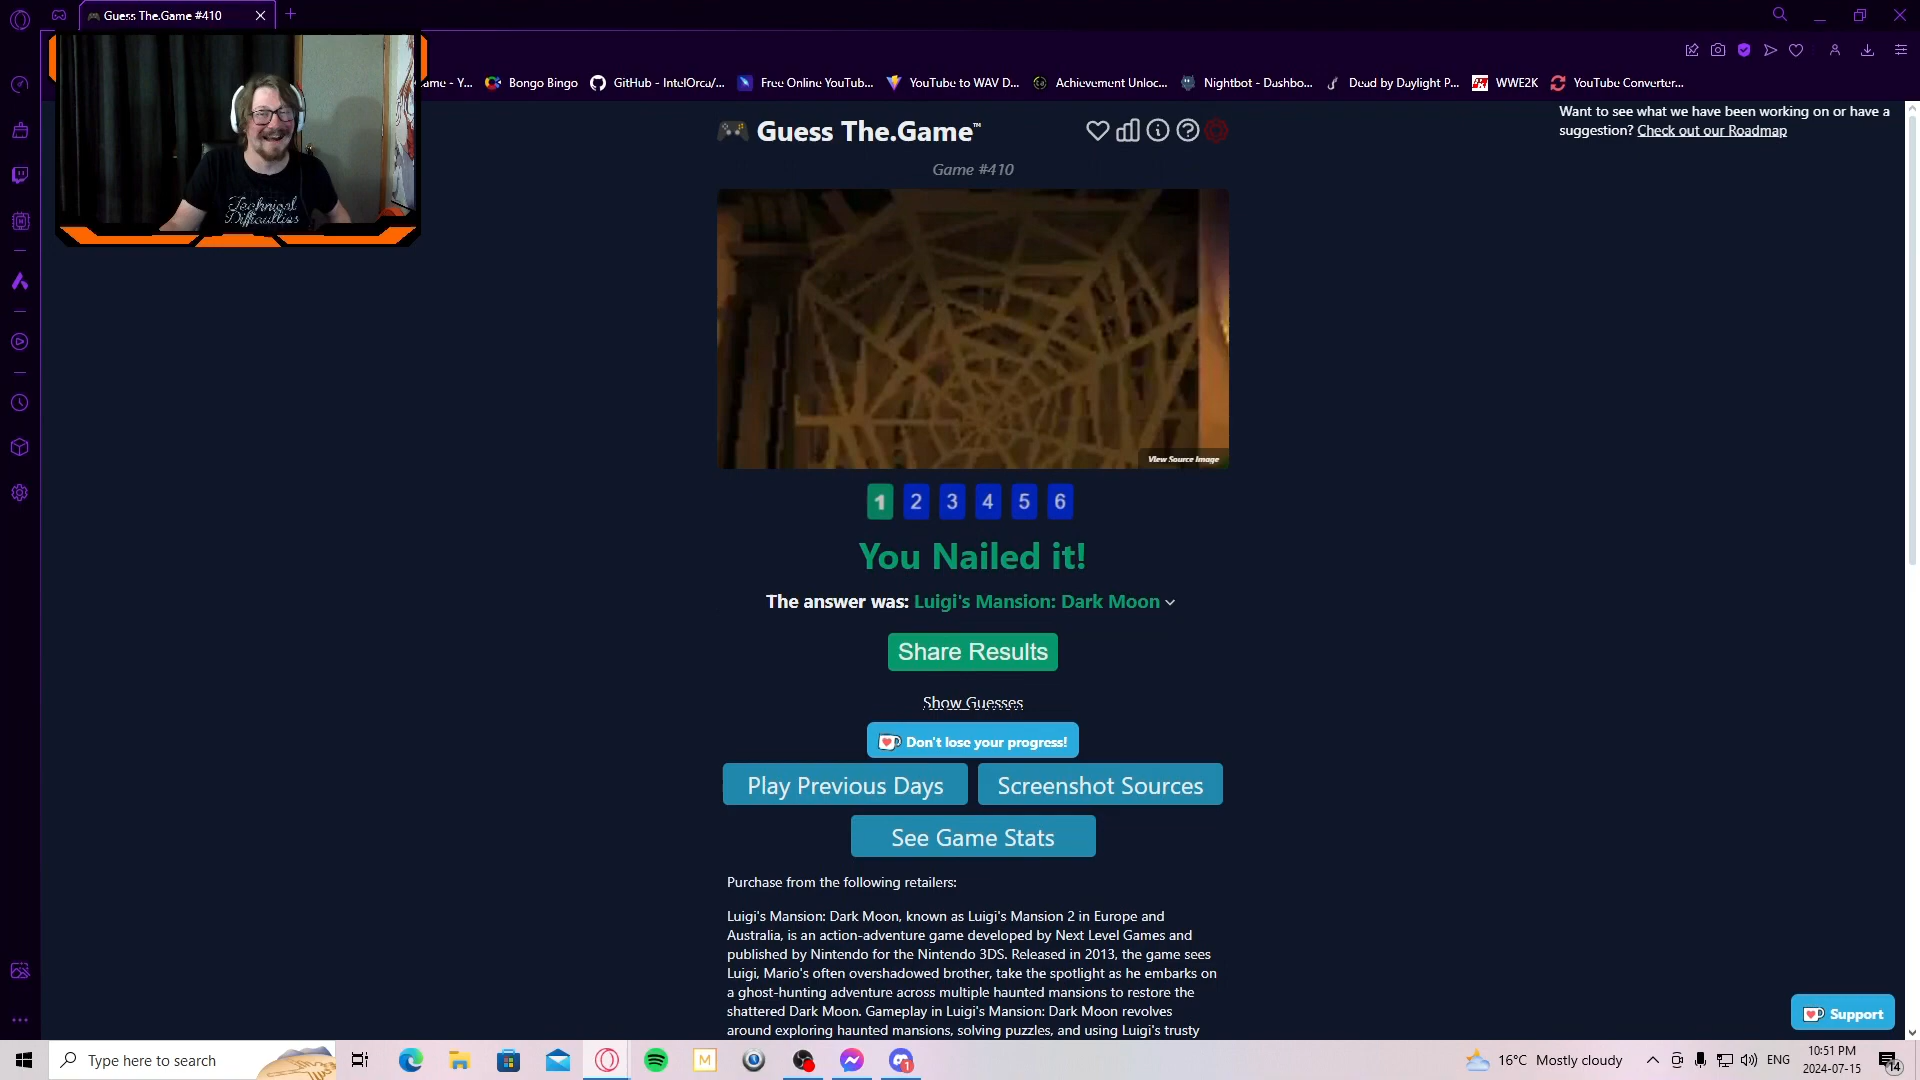 Guess The.Game #410
ame - Y...
Bongo Bingo
GitHub - IntelOrca/...
Free Online YouTub...
YouTube to WAV D...
Achievement Unloc...
Nightbot - Dashbo...
Dead by Daylight P...
WWE2K
YouTube Converter...
Technical
Difficulties
Want to see what we have been working on or have a
suggestion? Check out our Roadmap
Guess The.Game™
Game #410
View Source Image
1 2 3 4 5 6
You Nailed it!
The answer was: Luigi's Mansion: Dark Moon
Share Results
Show Guesses
Don't lose your progress!
Play Previous Days
Screenshot Sources
See Game Stats
Purchase from the following retailers:
Luigi's Mansion: Dark Moon, known as Luigi's Mansion 2 in Europe and
Australia, is an action-adventure game developed by Next Level Games and
published by Nintendo for the Nintendo 3DS. Released in 2013, the game sees
Luigi, Mario's often overshadowed brother, take the spotlight as he embarks on
a ghost-hunting adventure across multiple haunted mansions to restore the
shattered Dark Moon. Gameplay in Luigi's Mansion: Dark Moon revolves
around exploring haunted mansions, solving puzzles, and using Luigi's trusty
Support
Type here to search
M
1
16°C Mostly cloudy
ENG
10:51 PM
2024-07-15
14